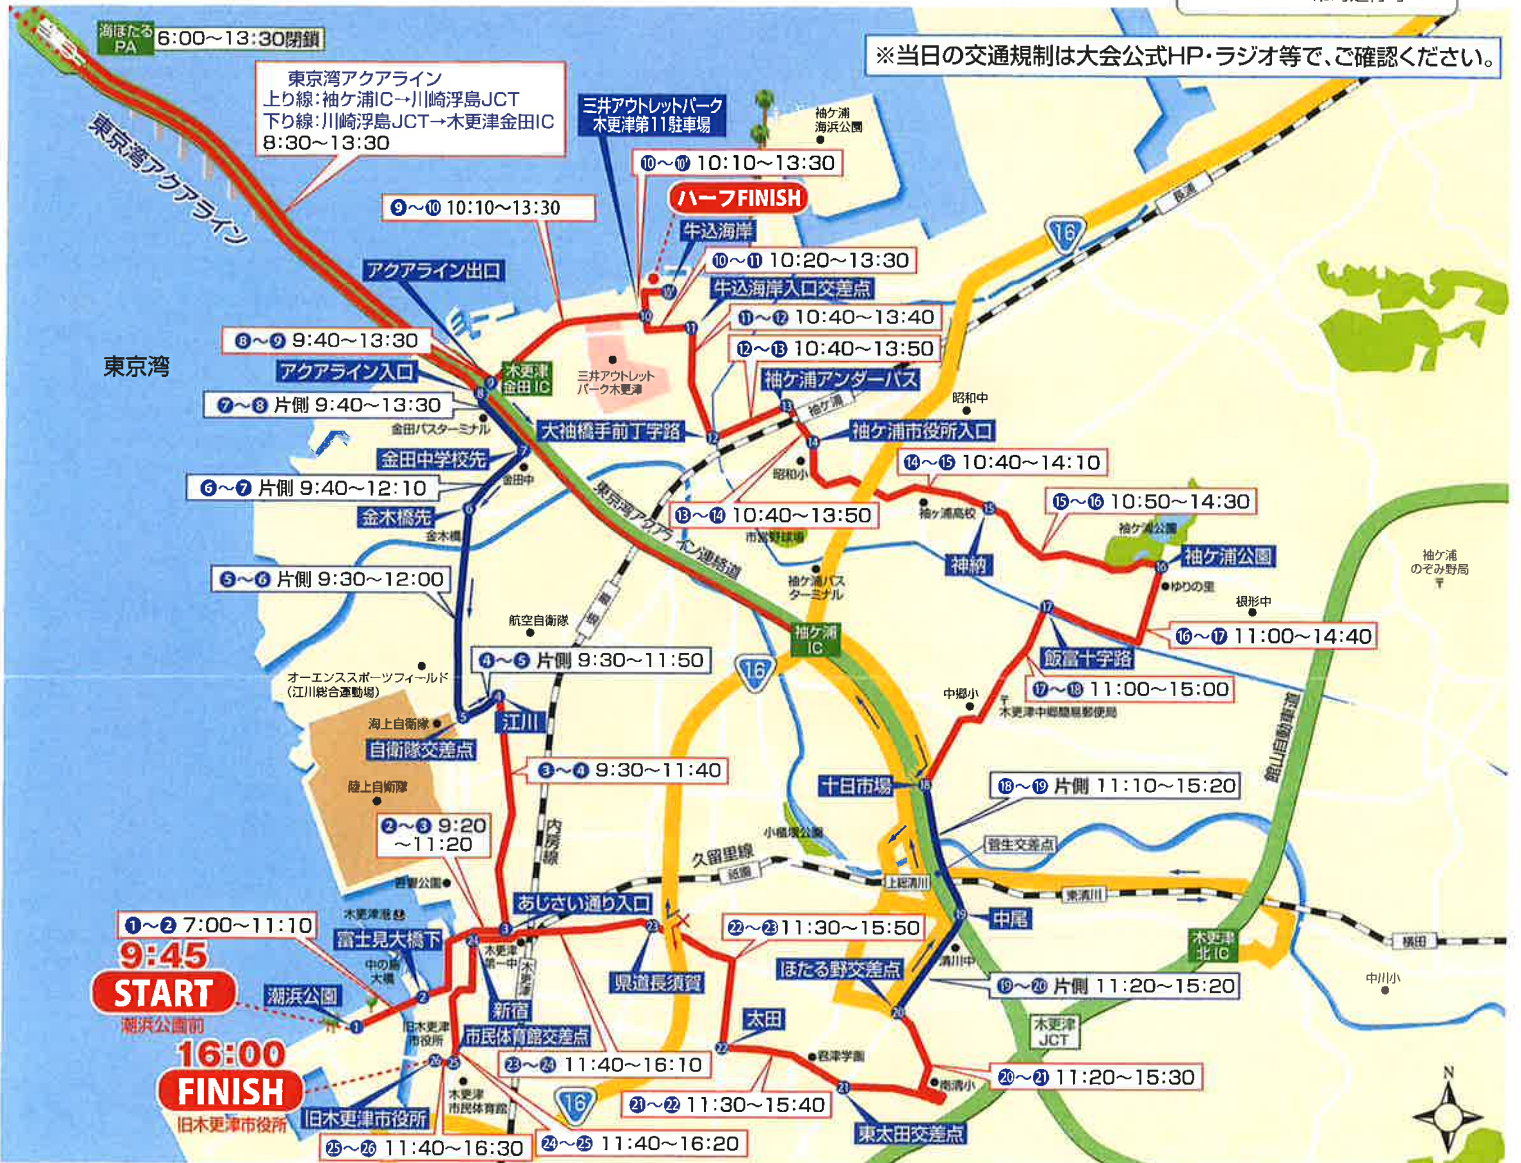 海ほたる
PA
6:00〜13:30閉鎖
※当日の交通規制は大会公式HP・ラジオ等で、ご確認ください。
東京湾アクアライン
上り線:袖ケ浦IC→川崎浮島JCT
下り線:川崎浮島JCT→木更津金田IC
8:30〜13:30
東京湾アクアライン
三井アウトレットパーク
木更津第11駐車場
袖ケ浦
海浜公園
⑩〜⑩' 10:10〜13:30
ハーフFINISH
⑨〜⑩ 10:10〜13:30
牛込海岸
16
長浦
⑩〜⑪ 10:20〜13:30
アクアライン出口
牛込海岸入口交差点
⑪〜⑫ 10:40〜13:40
⑧〜⑨ 9:40〜13:30
⑫〜⑬ 10:40〜13:50
東京湾
アクアライン入口
木更津
金田IC
三井アウトレット
パーク木更津
袖ケ浦アンダーパス
袖ケ浦
昭和中
⑦〜⑧ 片側 9:40〜13:30
金田バスターミナル
大袖橋手前丁字路
袖ケ浦市役所入口
金田中学校先
金田中
昭和小
⑭〜⑮ 10:40〜14:10
⑥〜⑦ 片側 9:40〜12:10
東京湾アクアライン連絡道
⑮〜⑯ 10:50〜14:30
金木橋先
金木橋
⑬〜⑭ 10:40〜13:50
袖ケ浦高校
市営野球場
袖ケ浦公園
袖ケ浦公園
神納
袖ケ浦
のぞみ野局
〒
⑤〜⑥ 片側 9:30〜12:00
袖ケ浦バス
ターミナル
ゆりの里
巌根
根形中
航空自衛隊
袖ケ浦
IC
⑯〜⑰ 11:00〜14:40
④〜⑤ 片側 9:30〜11:50
飯富十字路
16
オーエンススポーツフィールド
(江川総合運動場)
⑰〜⑱ 11:00〜15:00
中郷小
〒
木更津中郷簡易郵便局
海上自衛隊
江川
自衛隊交差点
館山自動車道
③〜④ 9:30〜11:40
陸上自衛隊
十日市場
⑱〜⑲ 片側 11:10〜15:20
②〜③ 9:20
〜11:20
内房線
小櫃堰公園
菅生交差点
久留里線
祇園
上総清川
東清川
吾妻公園
あじさい通り入口
木更津港
①〜② 7:00〜11:10
富士見大橋下
㉒〜㉓ 11:30〜15:50
中尾
木更津
北IC
横田
9:45
START
潮浜公園前
中の島
大橋
木更津
第一中
木更津
県道長須賀
清川中
ほたる野交差点
中川小
潮浜公園
⑲〜⑳ 片側 11:20〜15:20
新宿
旧木更津
市役所
市民体育館交差点
太田
木更津
JCT
16:00
FINISH
旧木更津市役所
㉓〜㉔ 11:40〜16:10
君津学園
⑳〜㉑ 11:20〜15:30
南清小
N
木更津
市民体育館
16
㉑〜㉒ 11:30〜15:40
旧木更津市役所
東太田交差点
㉕〜㉖ 11:40〜16:30
㉔〜㉕ 11:40〜16:20